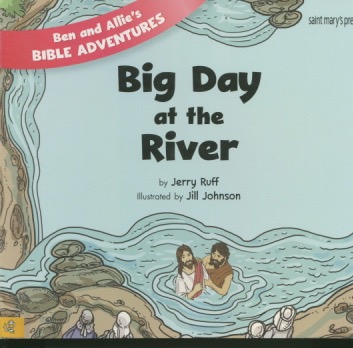 Ben and Allie's
BIBLE ADVENTURES
saint mary's pre
Big Day
at the
River
by Jerry Ruff
Illustrated by Jill Johnson